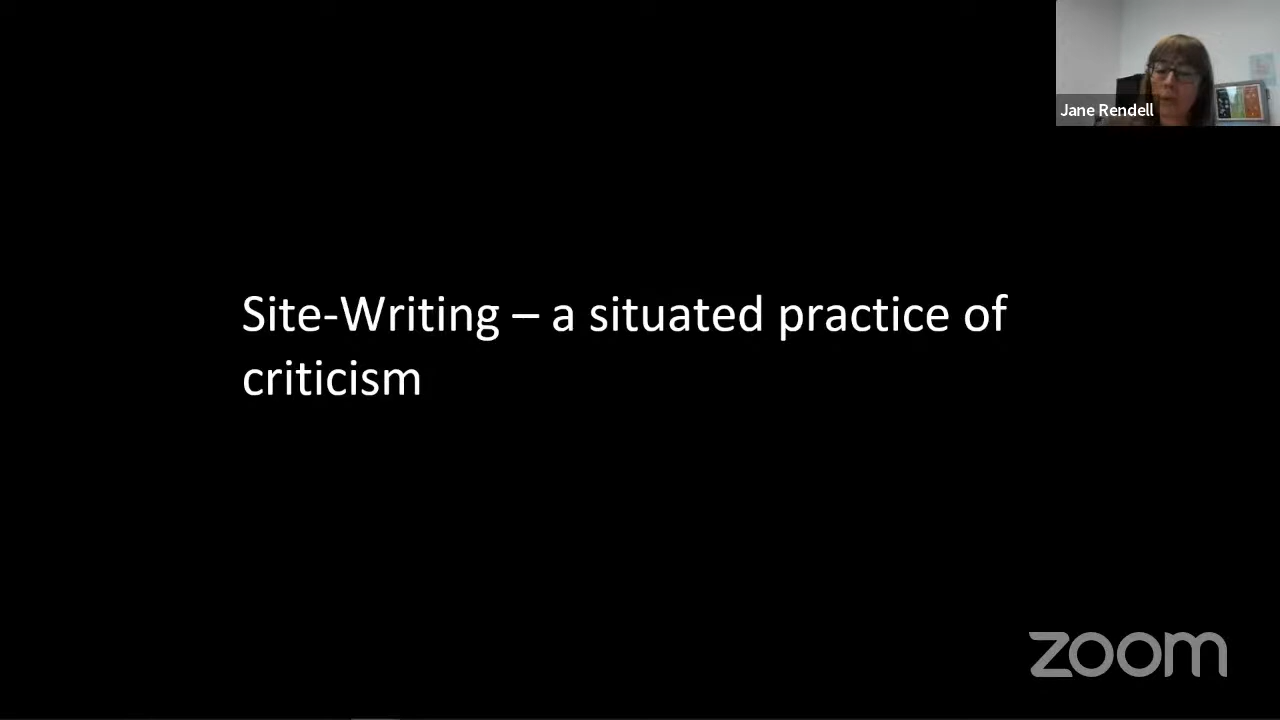 Jane Rendell
Site-Writing – a situated practice of
criticism
zoom